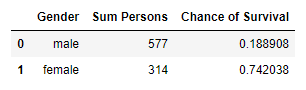 Gender Sum Persons Chance of Survival
0 male 577 0.188908
1 female 314 0.742038